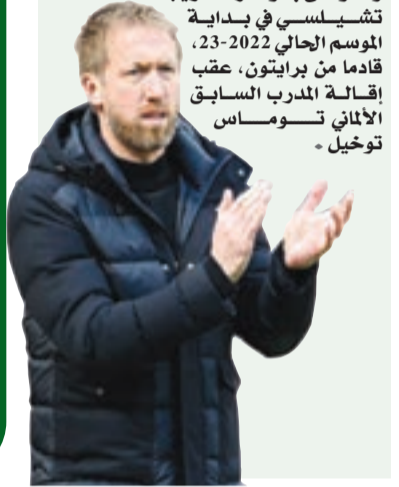 تشيلسي في بداية
الموسم الحالي 2022-23،
قادما من برايتون، عقب
إقالة المدرب السابق
الألماني توماس
توخيل